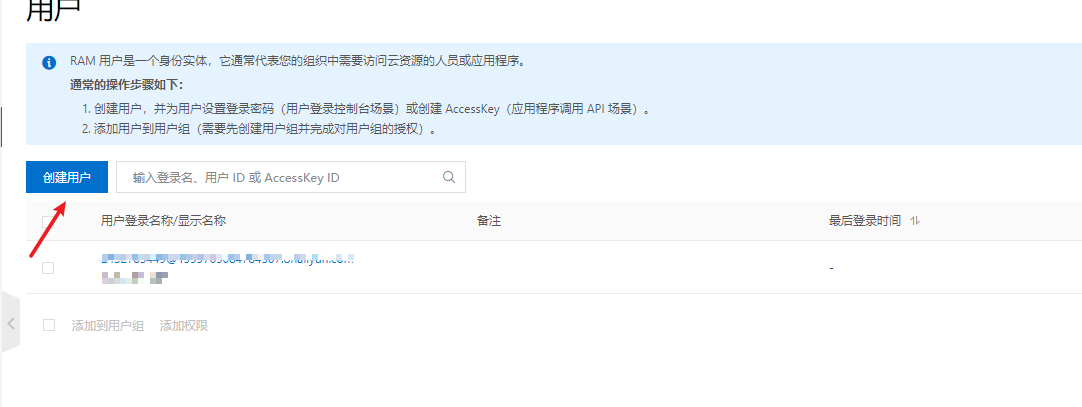 用户
RAM 用户是一个身份实体，它通常代表您的组织中需要访问云资源的人员或应用程序。
通常的操作步骤如下：
1. 创建用户，并为用户设置登录密码（用户登录控制台场景）或创建 AccessKey（应用程序调用 API 场景）。
2. 添加用户到用户组（需要先创建用户组并完成对用户组的授权）。
创建用户 输入登录名、用户 ID 或 AccessKey ID
用户登录名称/显示名称 备注 最后登录时间
-
添加到用户组 添加权限